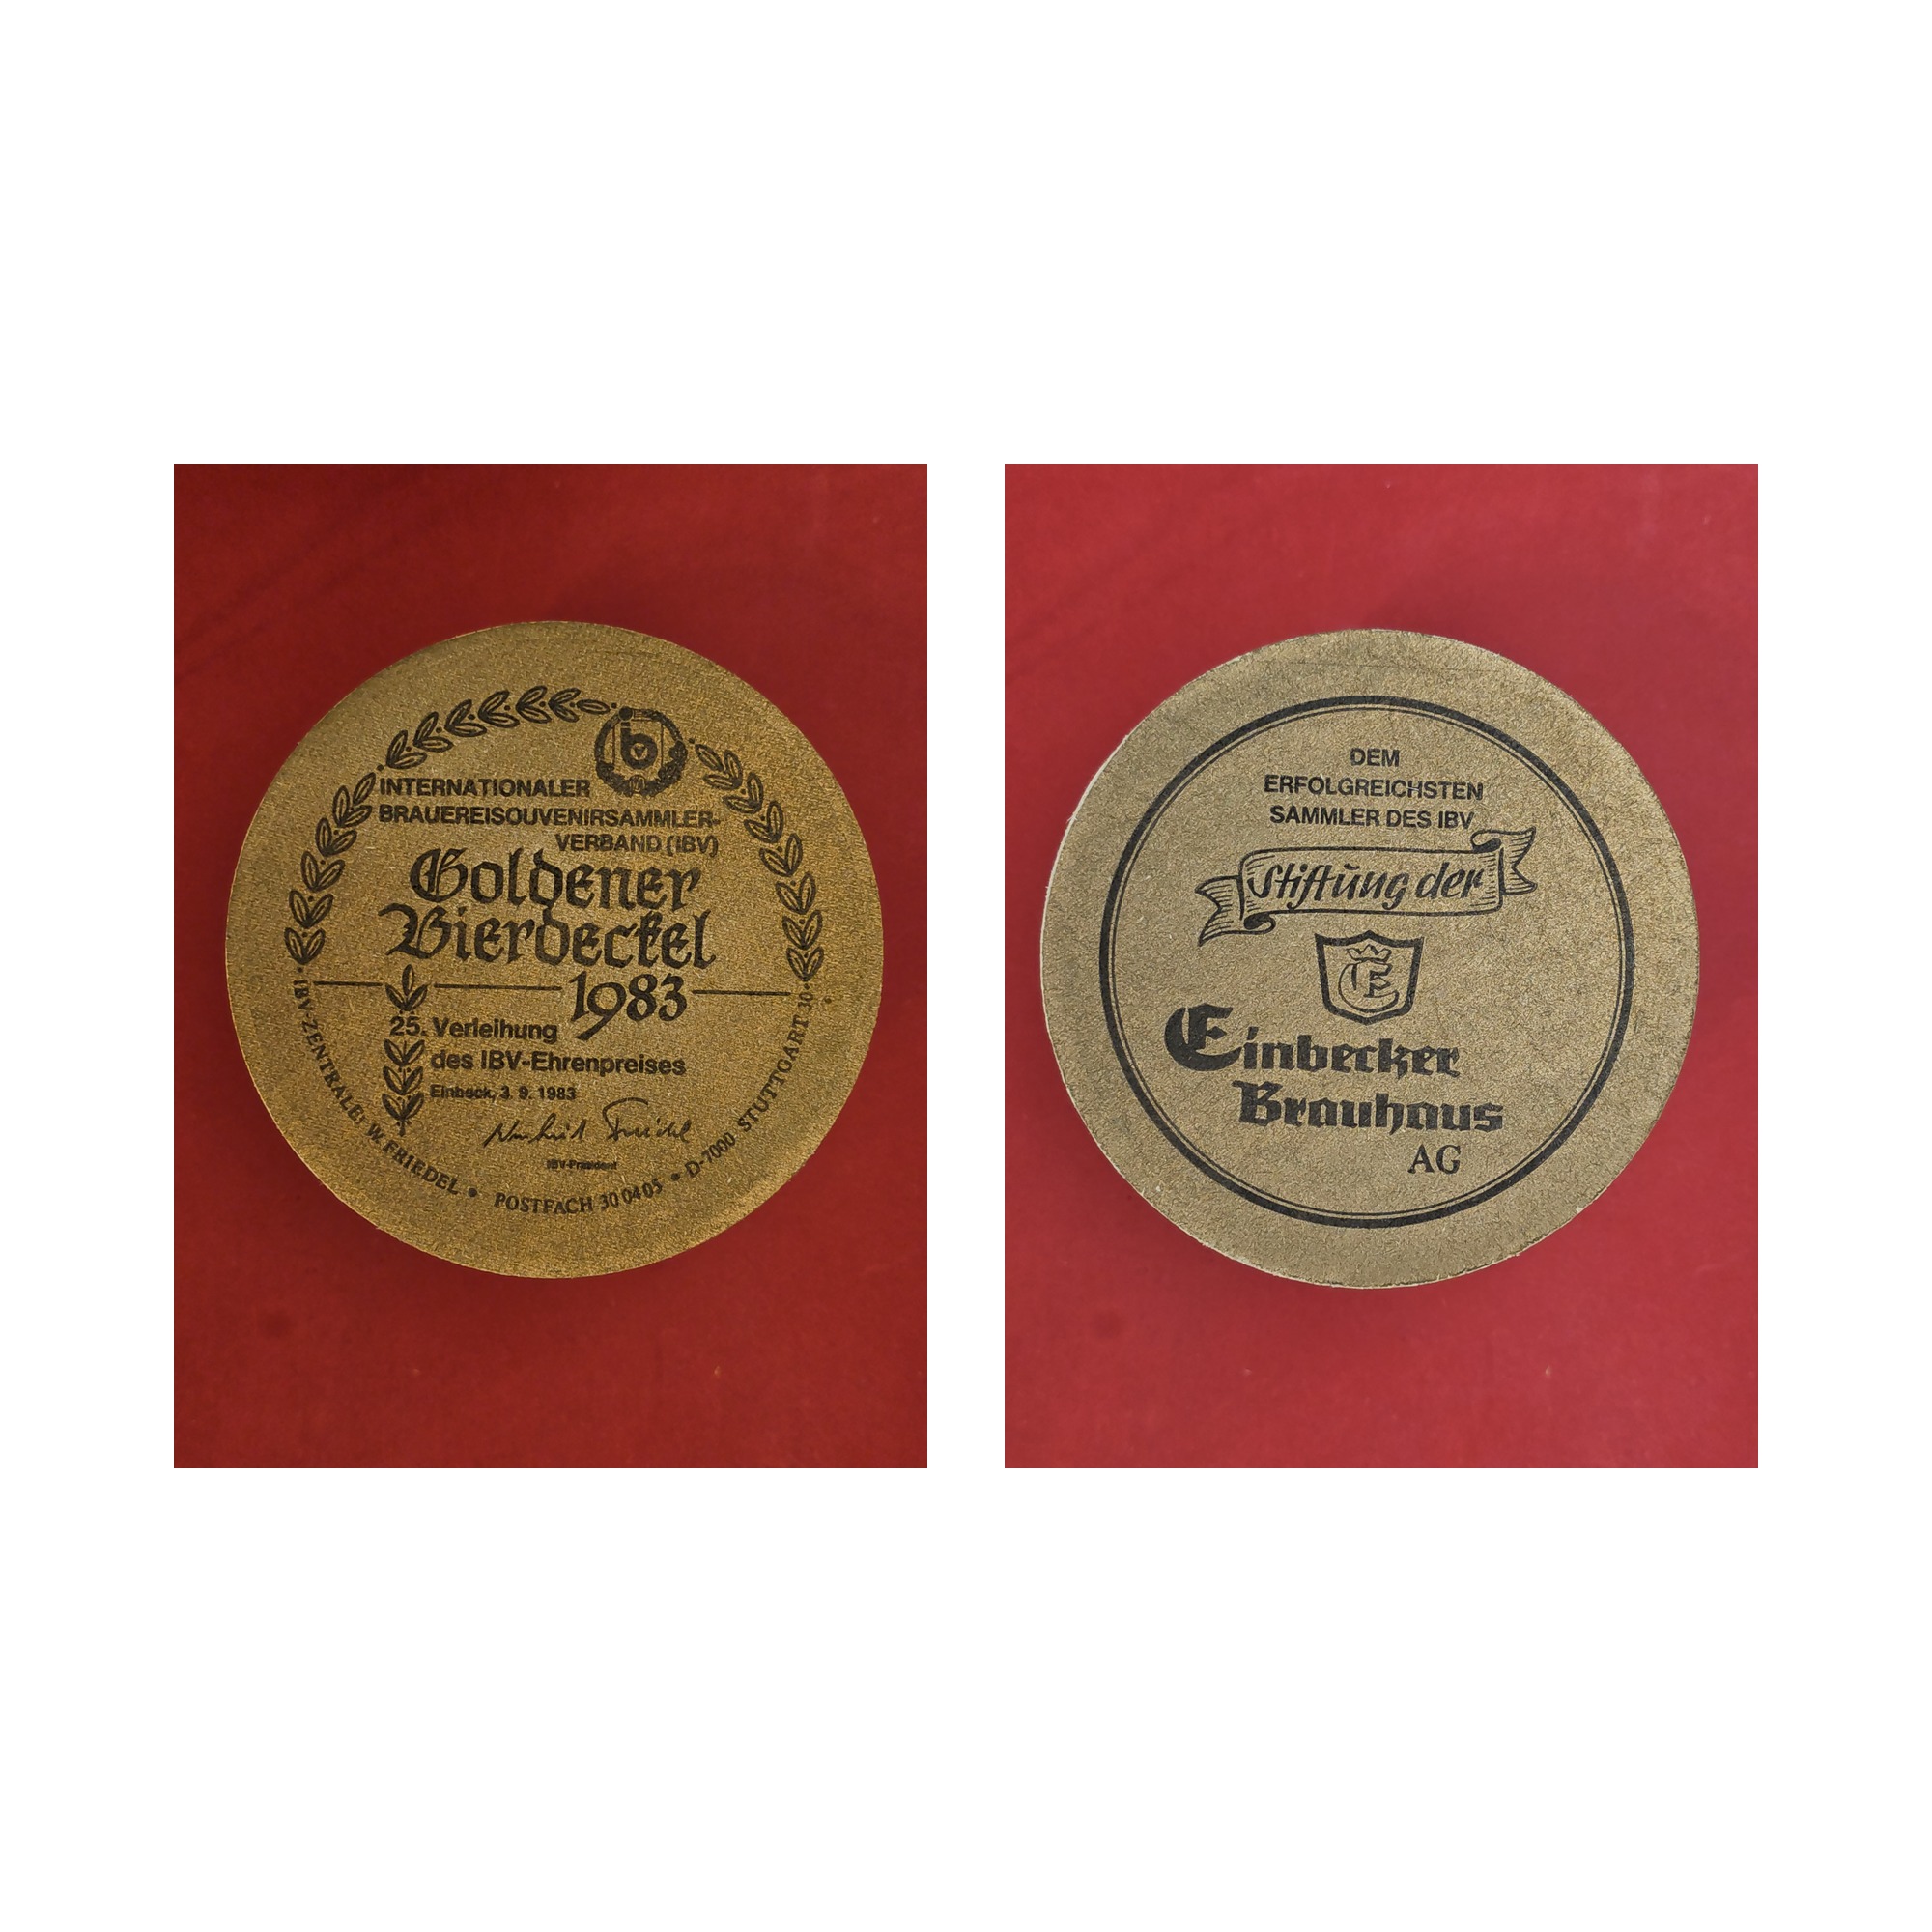 INTERNATIONALER
BRAUEREISOUVENIRSAMMLER-
VERBAND (IBV)
Goldener
Bierdeckel
1983
25. Verleihung
des IBV-Ehrenpreises
Einbeck, 3. 9. 1983
IBV-Präsident
• IBV-ZENTRALE: W. FRIEDEL • POSTFACH 30 04 05 • D-7000 STUTTGART 30 •
DEM
ERFOLGREICHSTEN
SAMMLER DES IBV
Stiftung der
E
Einbecker
Brauhaus
AG